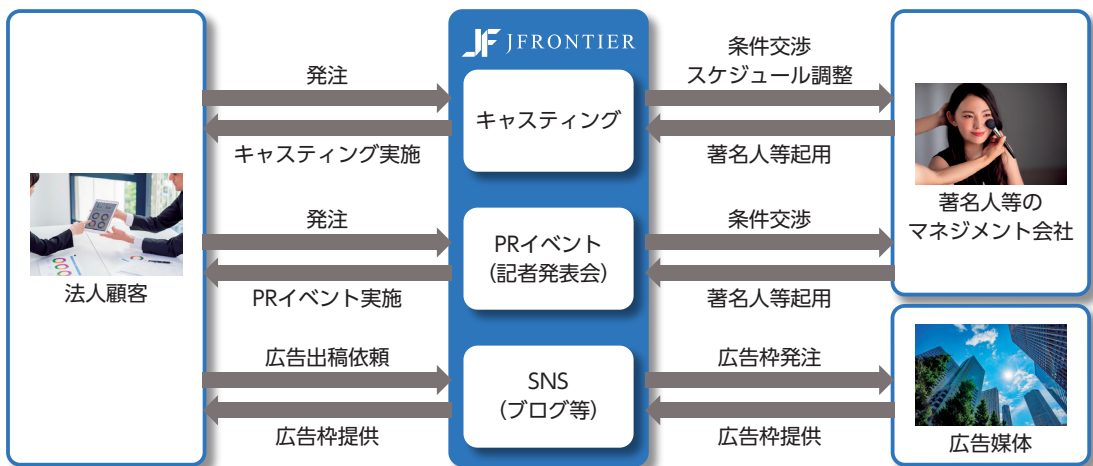 JF JFRONTIER
発注
キャスティング
条件交渉
スケジュール調整
キャスティング実施
著名人等起用
発注
PRイベント
(記者発表会)
条件交渉
PRイベント実施
著名人等起用
法人顧客
著名人等の
マネジメント会社
広告出稿依頼
SNS
(ブログ等)
広告枠発注
広告枠提供
広告枠提供
広告媒体